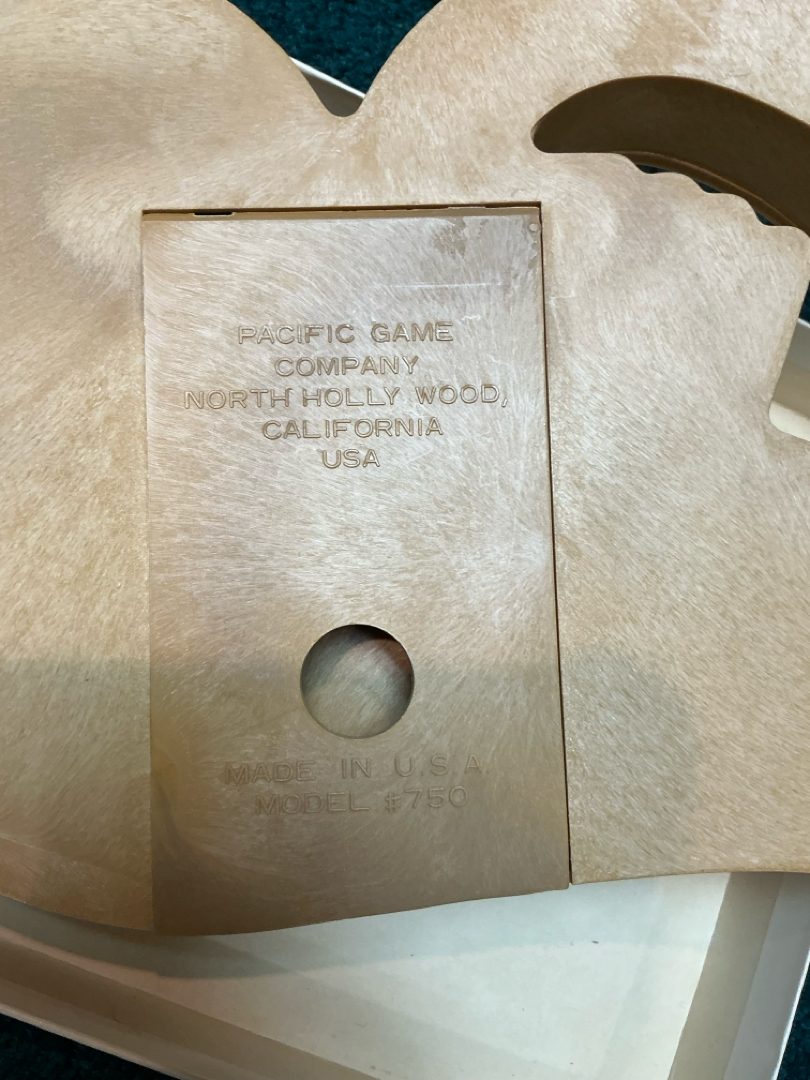 PACIFIC GAME
COMPANY
NORTH HOLLY WOOD,
CALIFORNIA
USA
MADE IN U.S.A.
MODEL #750